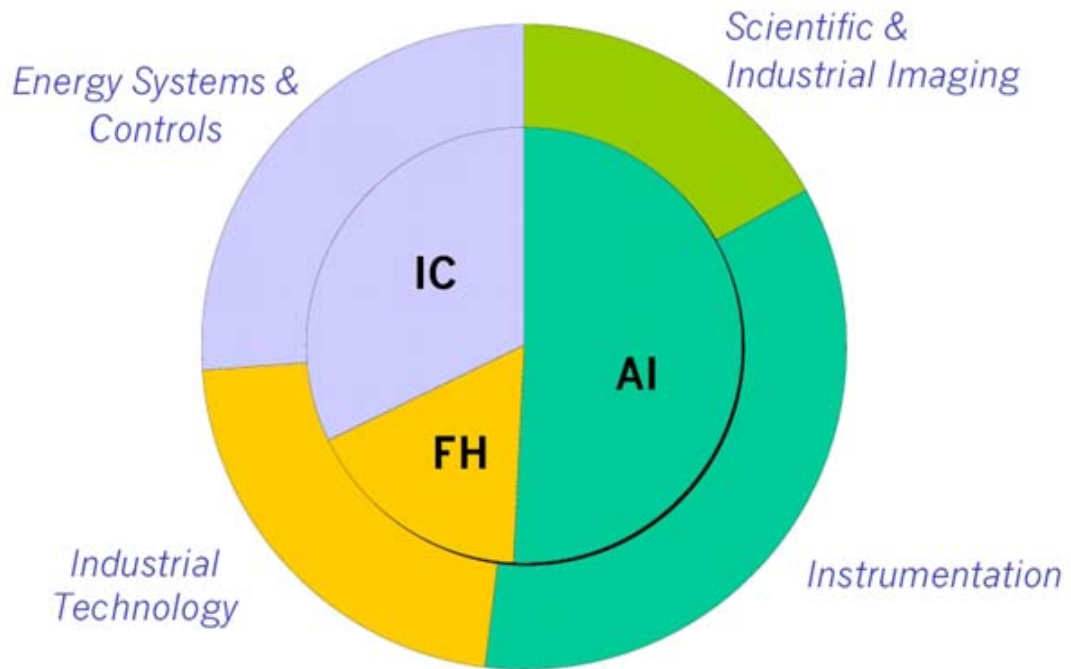 Scientific &
Industrial Imaging
Energy Systems &
Controls
IC
AI
FH
Industrial
Technology
Instrumentation